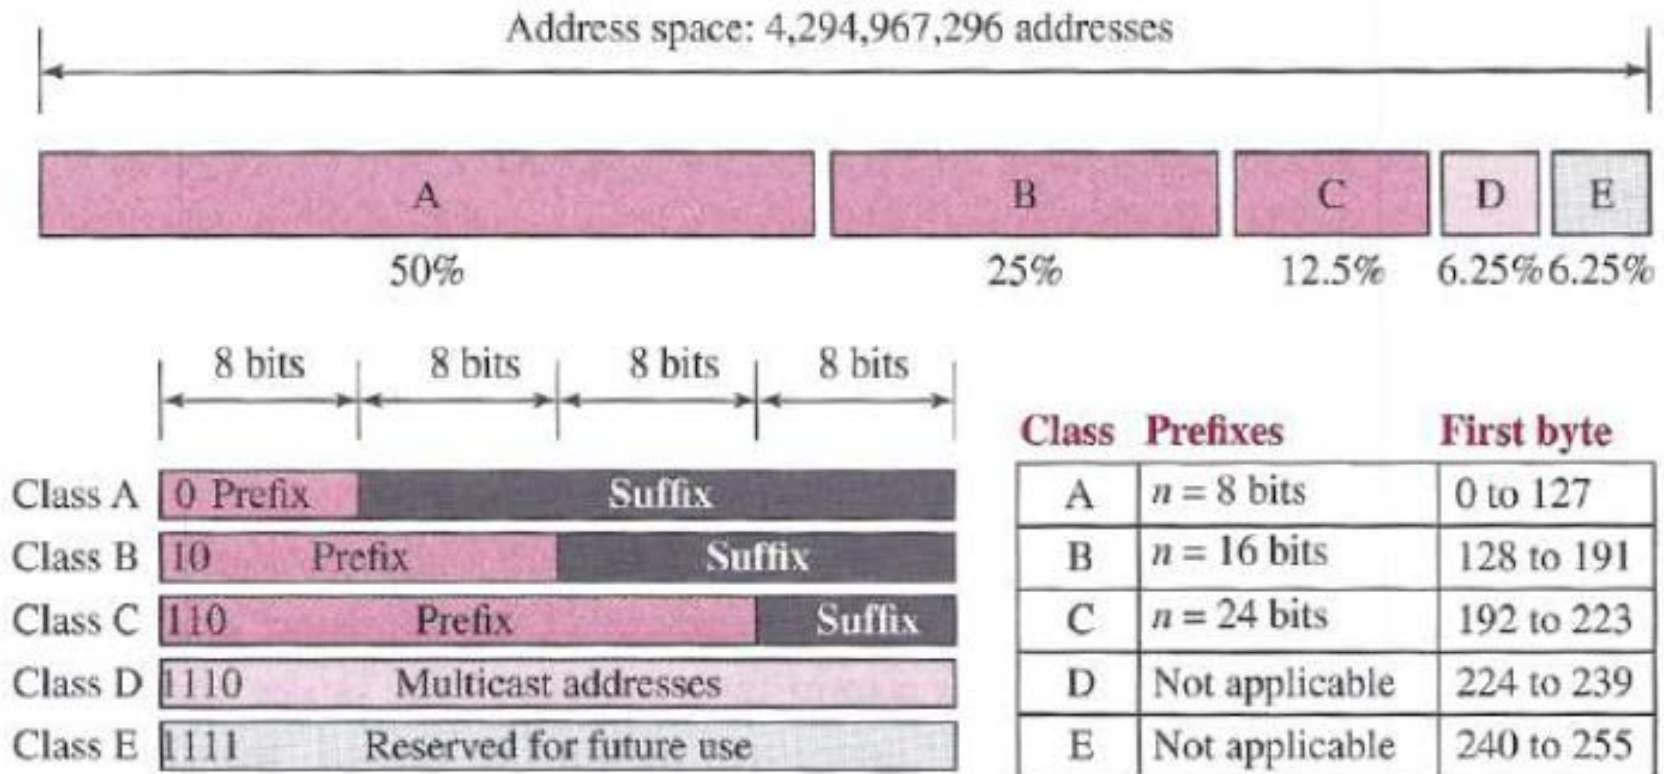 Address space: 4,294,967,296 addresses
A B C D E
50% 25% 12.5% 6.25% 6.25%
8 bits 8 bits 8 bits 8 bits
Class A 0 Prefix Suffix
Class B 10 Prefix Suffix
Class C 110 Prefix Suffix
Class D 1110 Multicast addresses
Class E 1111 Reserved for future use
Class Prefixes First byte
A n = 8 bits 0 to 127
B n = 16 bits 128 to 191
C n = 24 bits 192 to 223
D Not applicable 224 to 239
E Not applicable 240 to 255